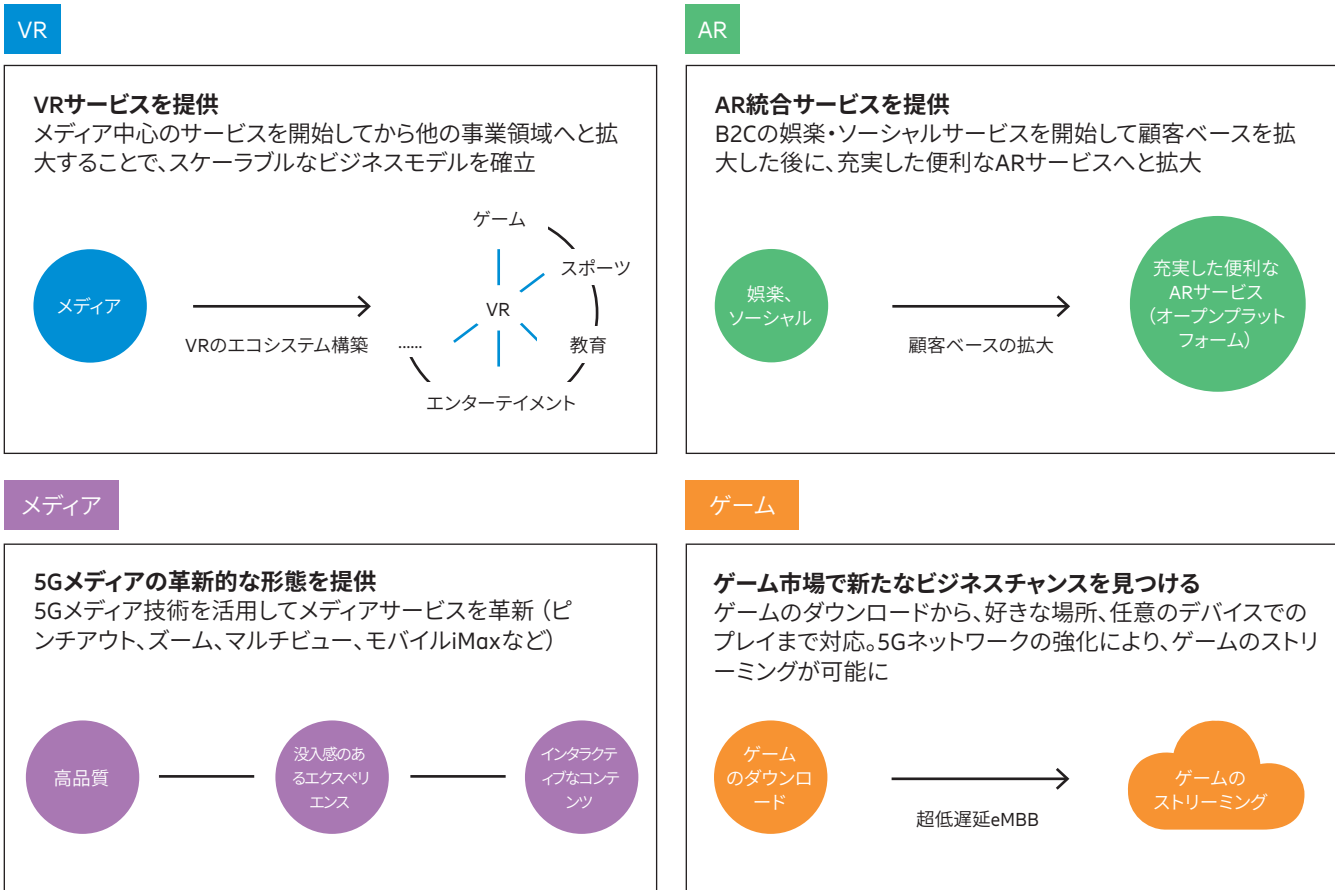 VR
VRサービスを提供
メディア中心のサービスを開始してから他の事業領域へと拡
大することで、スケーラブルなビジネスモデルを確立
メディア
VRのエコシステム構築
ゲーム
スポーツ
VR
教育
......
エンターテイメント
AR
AR統合サービスを提供
B2Cの娯楽・ソーシャルサービスを開始して顧客ベースを拡
大した後に、充実した便利なARサービスへと拡大
娯楽、
ソーシャル
顧客ベースの拡大
充実した便利な
ARサービス
（オープンプラット
フォーム）
メディア
5Gメディアの革新的な形態を提供
5Gメディア技術を活用してメディアサービスを革新（ピ
ンチアウト、ズーム、マルチビュー、モバイルiMaxなど）
高品質
没入感のあ
るエクスペリ
エンス
インタラクテ
ィブなコンテ
ンツ
ゲーム
ゲーム市場で新たなビジネスチャンスを見つける
ゲームのダウンロードから、好きな場所、任意のデバイスでの
プレイまで対応。5Gネットワークの強化により、ゲームのストリ
ーミングが可能に
ゲーム
のダウンロ
ード
超低遅延eMBB
ゲームの
ストリーミング